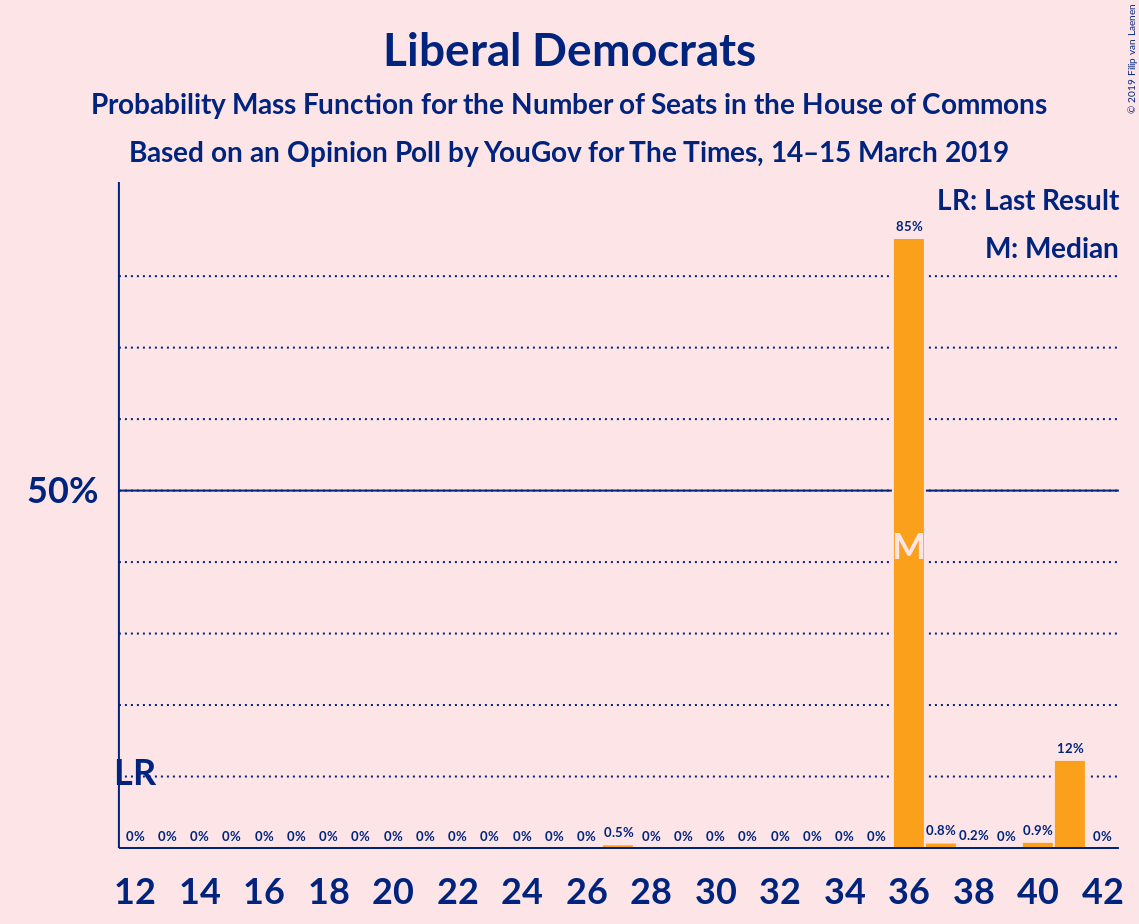 Liberal Democrats
Probability Mass Function for the Number of Seats in the House of Commons
Based on an Opinion Poll by YouGov for The Times, 14–15 March 2019
© 2019 Filip van Laenen
LR: Last Result
M: Median
85%
50%
M
LR
12%
0% 0% 0% 0% 0% 0% 0% 0% 0% 0% 0% 0% 0% 0% 0% 0.5% 0% 0% 0% 0% 0% 0% 0% 0% 0.8% 0.2% 0% 0.9% 0%
12 14 16 18 20 22 24 26 28 30 32 34 36 38 40 42